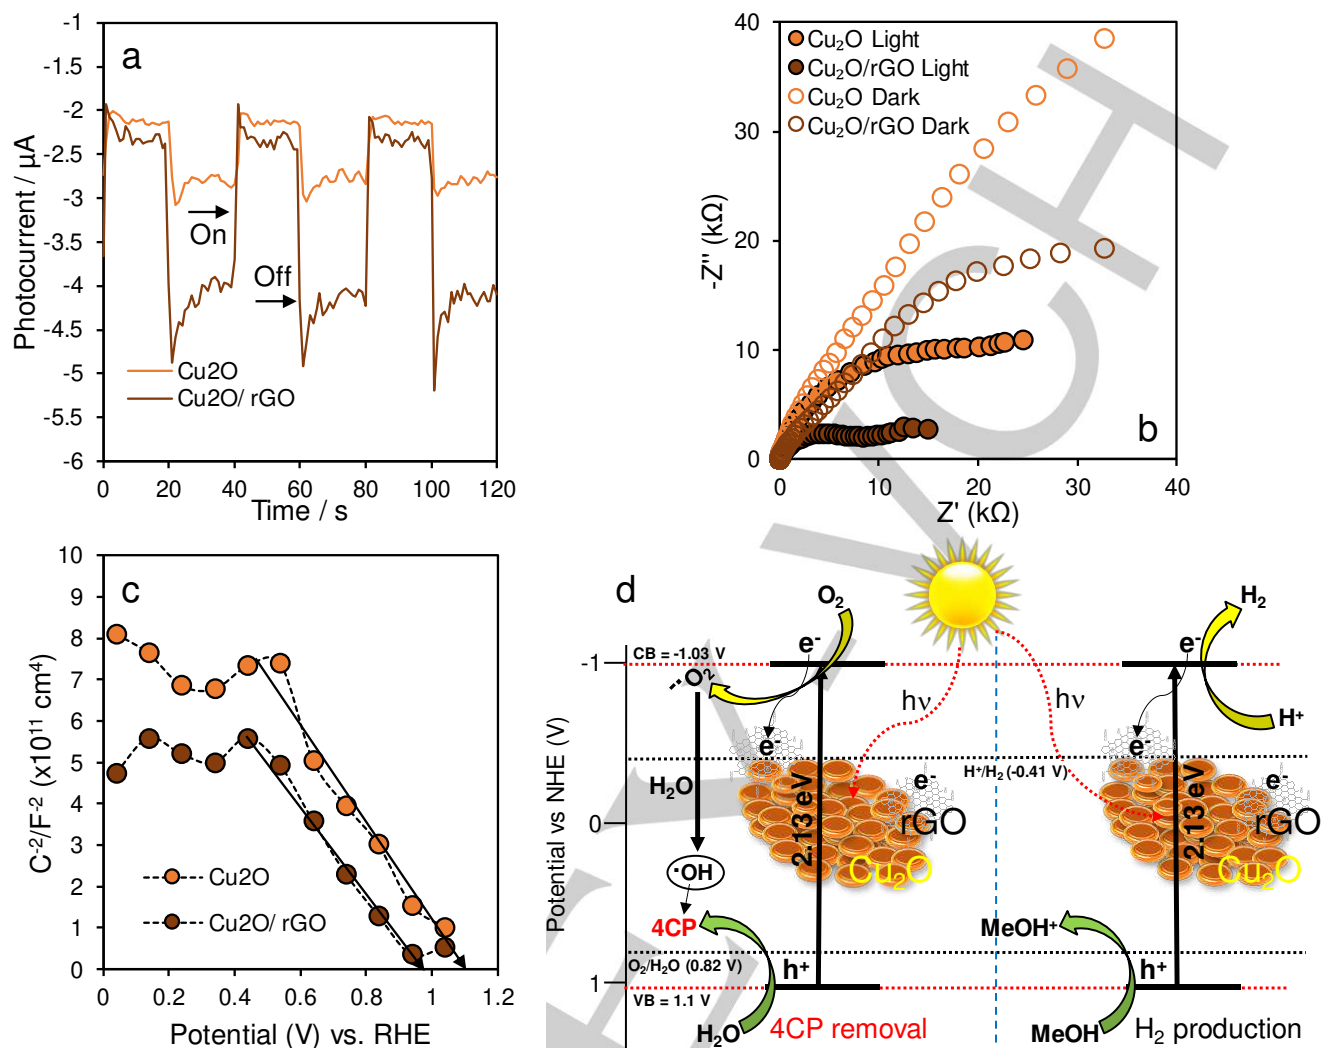 a
-1
-1.5
-2
-2.5
-3
-3.5
-4
-4.5
-5
-5.5
-6
Photocurrent / µA
On
Off
Cu2O
Cu2O/ rGO
0 20 40 60 80 100 120
Time / s
b
40
30
20
10
0
-Z'' (kΩ)
Cu₂O Light
Cu₂O/rGO Light
Cu₂O Dark
Cu₂O/rGO Dark
0 10 20 30 40
Z' (kΩ)
c
10
9
8
7
6
5
4
3
2
1
0
C⁻²/F⁻² (x10¹¹ cm⁴)
Cu2O
Cu2O/ rGO
0 0.2 0.4 0.6 0.8 1 1.2
Potential (V) vs. RHE
d
Potential vs NHE (V)
-1
0
1
CB = -1.03 V
O₂
e⁻
hν
hν
e⁻
H₂
H⁺
e⁻
H₂O
2.13 eV
e⁻
rGO
Cu₂O
H⁺/H₂ (-0.41 V)
e⁻
2.13 eV
e⁻
rGO
Cu₂O
·OH
4CP
O₂/H₂O (0.82 V)
h⁺
VB = 1.1 V
H₂O
4CP removal
MeOH⁺
h⁺
MeOH
H₂ production